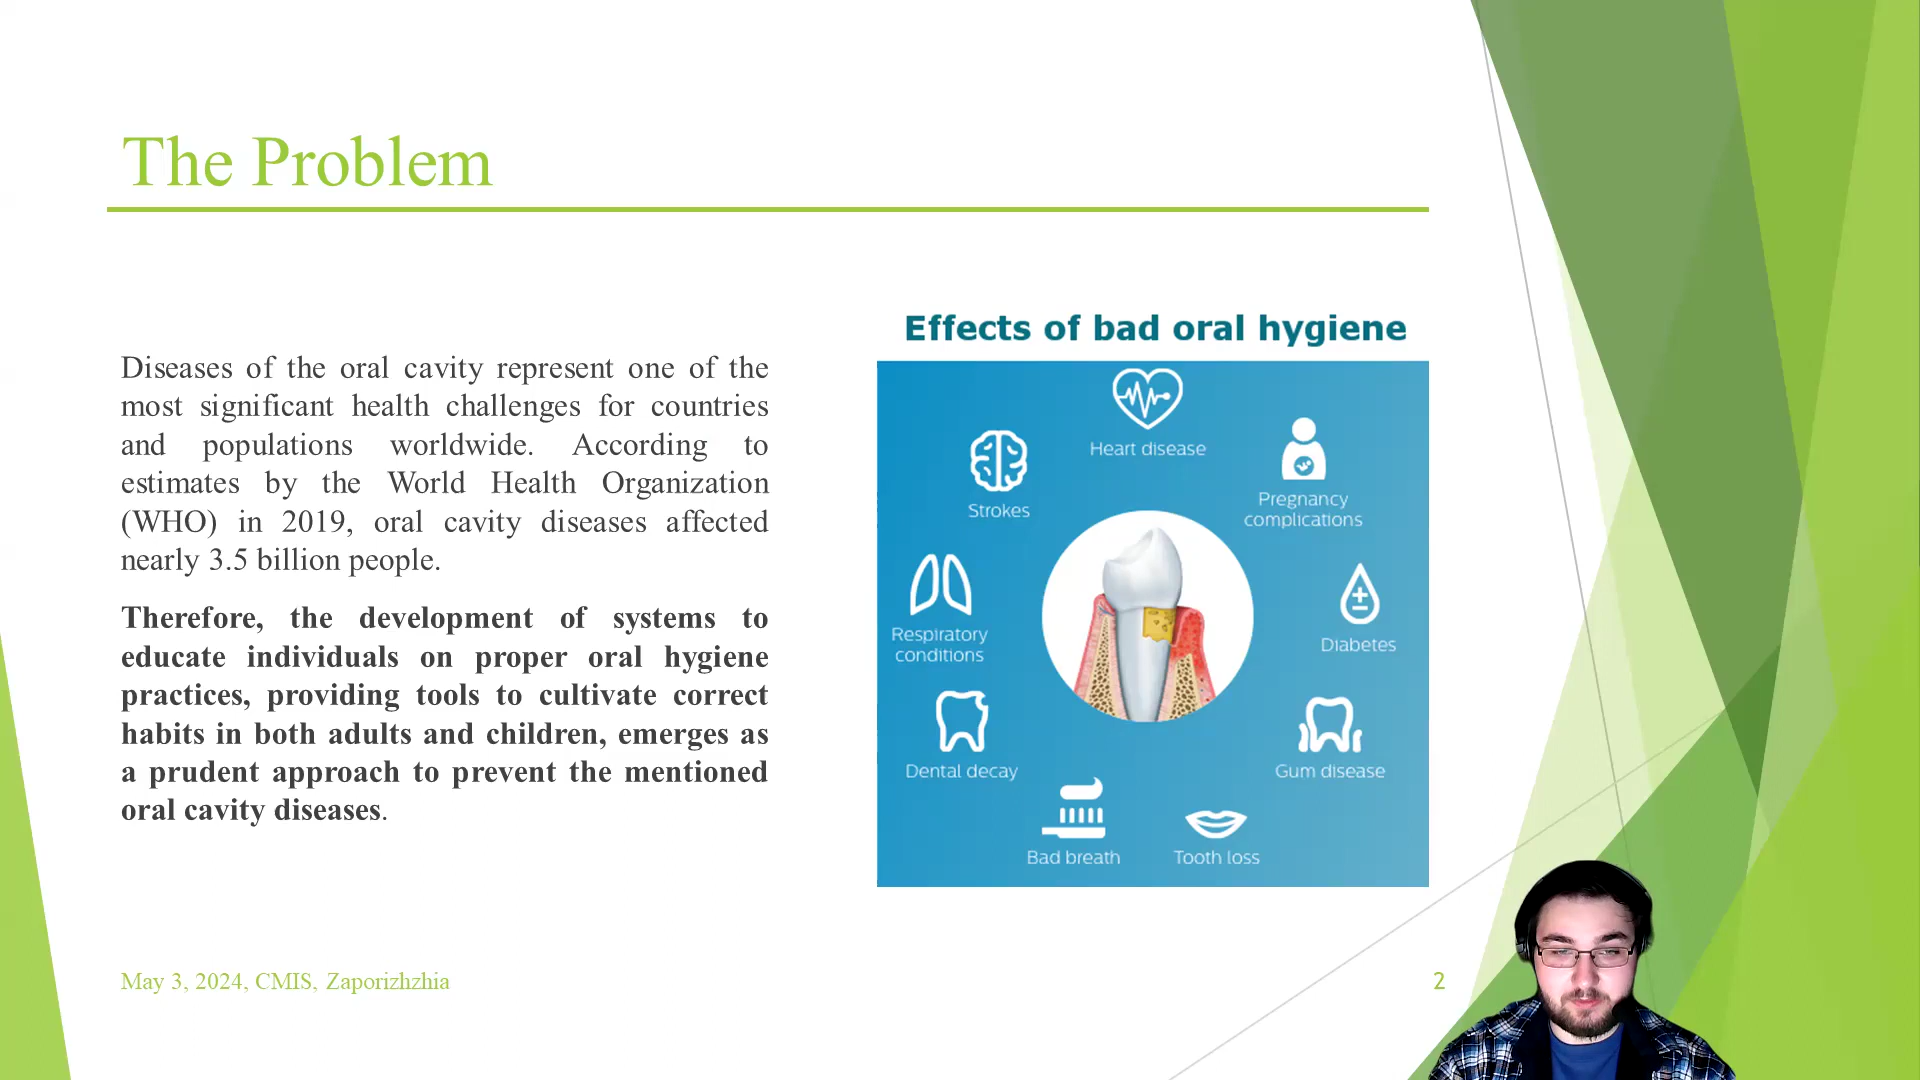 The Problem
Diseases of the oral cavity represent one of the
most significant health challenges for countries
and populations worldwide. According to
estimates by the World Health Organization
(WHO) in 2019, oral cavity diseases affected
nearly 3.5 billion people.
Therefore, the development of systems to
educate individuals on proper oral hygiene
practices, providing tools to cultivate correct
habits in both adults and children, emerges as
a prudent approach to prevent the mentioned
oral cavity diseases.
Effects of bad oral hygiene
Heart disease
Strokes
Pregnancy
complications
Respiratory
conditions
Diabetes
Dental decay
Gum disease
Bad breath
Tooth loss
May 3, 2024, CMIS, Zaporizhzhia
2